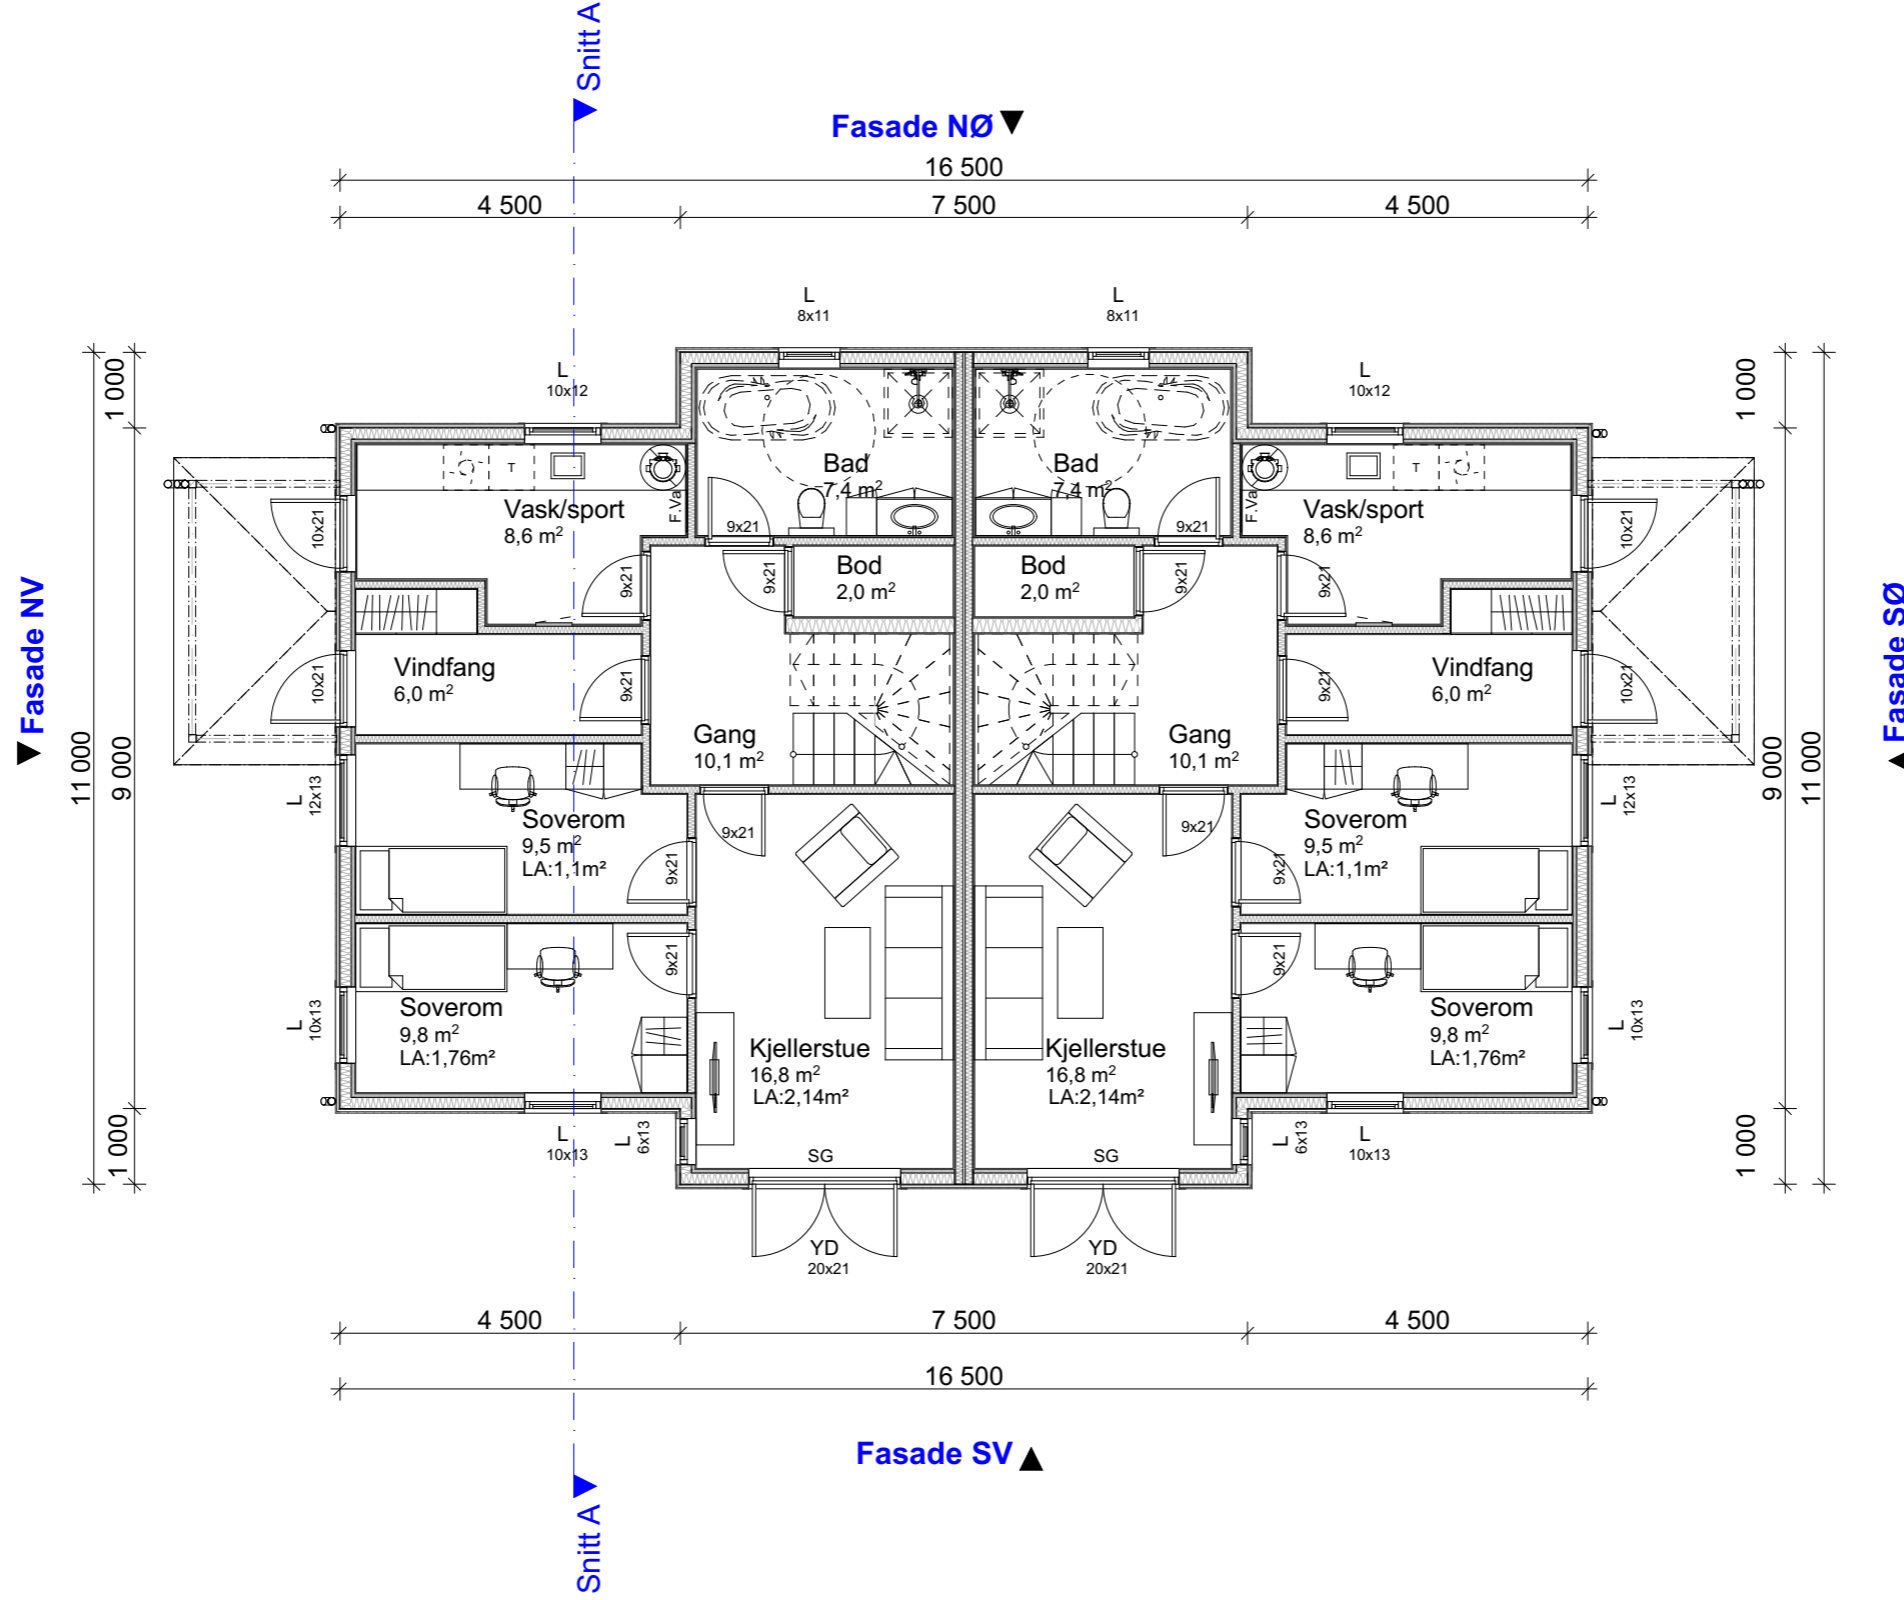 Snitt A
Fasade NØ
16 500
4 500
7 500
4 500
L
8x11
L
8x11
L
10x12
L
10x12
1 000
1 000
Bad
7,4 m²
Bad
7,4 m²
T
T
Vask/sport
8,6 m²
F.Va
F.Va
Vask/sport
8,6 m²
10x21
9x21
9x21
10x21
Bod
2,0 m²
Bod
2,0 m²
9x21
9x21
9x21
9x21
Fasade NV
Fasade SØ
Vindfang
6,0 m²
Vindfang
6,0 m²
10x21
9x21
9x21
10x21
Gang
10,1 m²
Gang
10,1 m²
11 000
9 000
9 000
11 000
L
12x13
L
12x13
Soverom
9,5 m²
LA:1,1m²
9x21
9x21
Soverom
9,5 m²
LA:1,1m²
9x21
9x21
9x21
9x21
L
10x13
L
10x13
Soverom
9,8 m²
LA:1,76m²
Soverom
9,8 m²
LA:1,76m²
Kjellerstue
16,8 m²
LA:2,14m²
Kjellerstue
16,8 m²
LA:2,14m²
1 000
1 000
L
10x13
L
6x13
SG
SG
L
6x13
L
10x13
YD
20x21
YD
20x21
4 500
7 500
4 500
16 500
Fasade SV
Snitt A